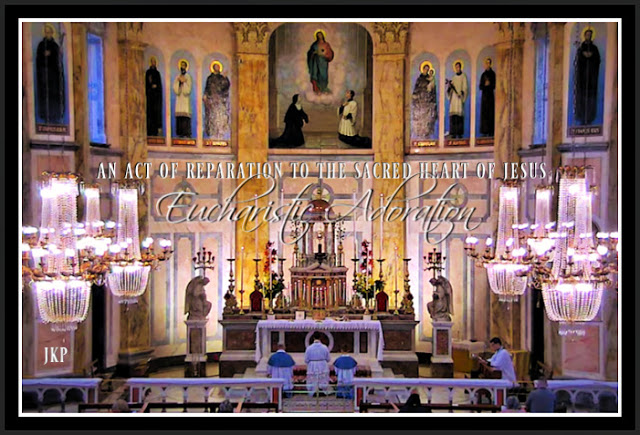 AN ACT OF REPARATION TO THE SACRED HEART OF JESUS,
Eucharistic Adoration
JKP